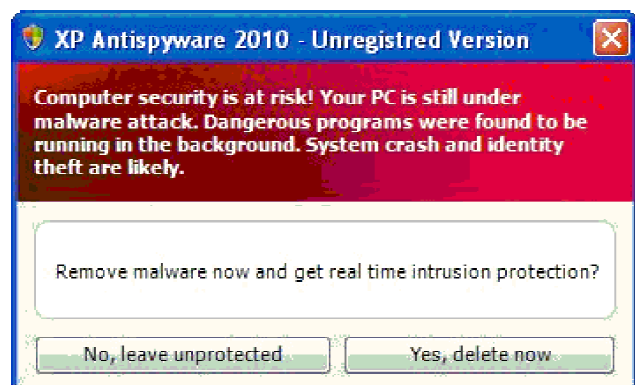 XP Antispyware 2010 - Unregistred Version
Computer security is at risk! Your PC is still under
malware attack. Dangerous programs were found to be
running in the background. System crash and identity
theft are likely.
Remove malware now and get real time intrusion protection?
No, leave unprotected
Yes, delete now